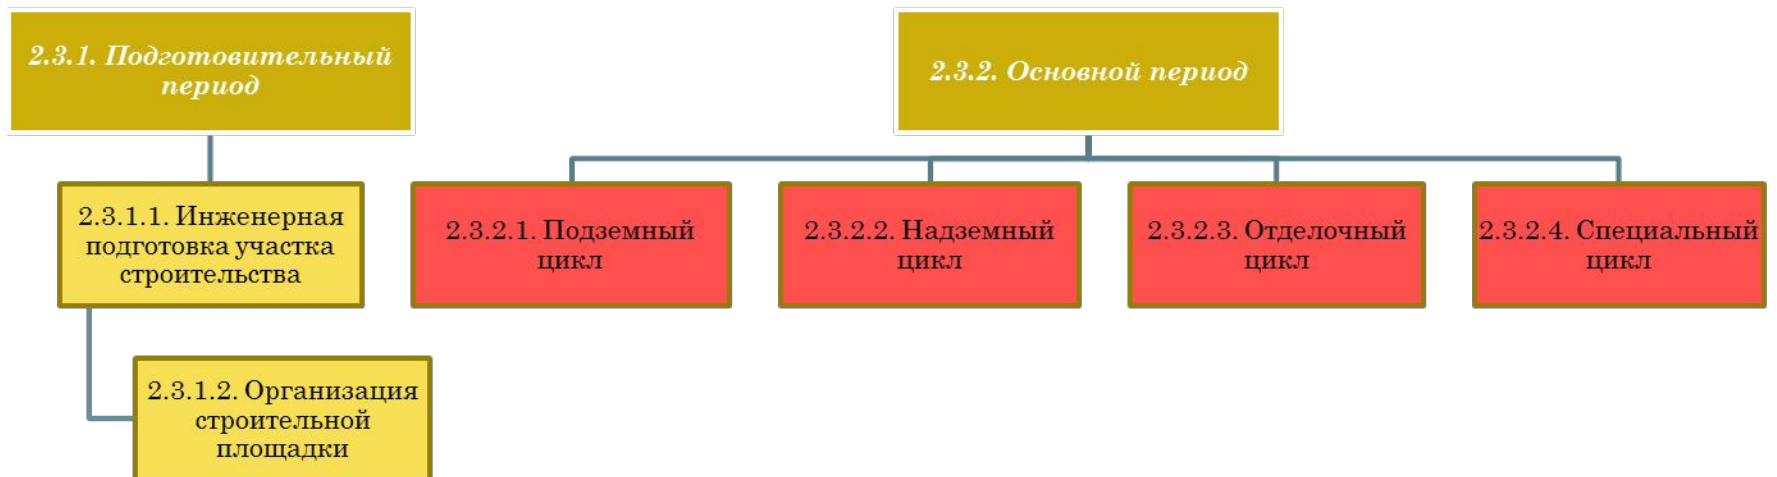 2.3.1. Подготовительный
период
2.3.2. Основной период
2.3.1.1. Инженерная
подготовка участка
строительства
2.3.2.1. Подземный
цикл
2.3.2.2. Надземный
цикл
2.3.2.3. Отделочный
цикл
2.3.2.4. Специальный
цикл
2.3.1.2. Организация
строительной
площадки